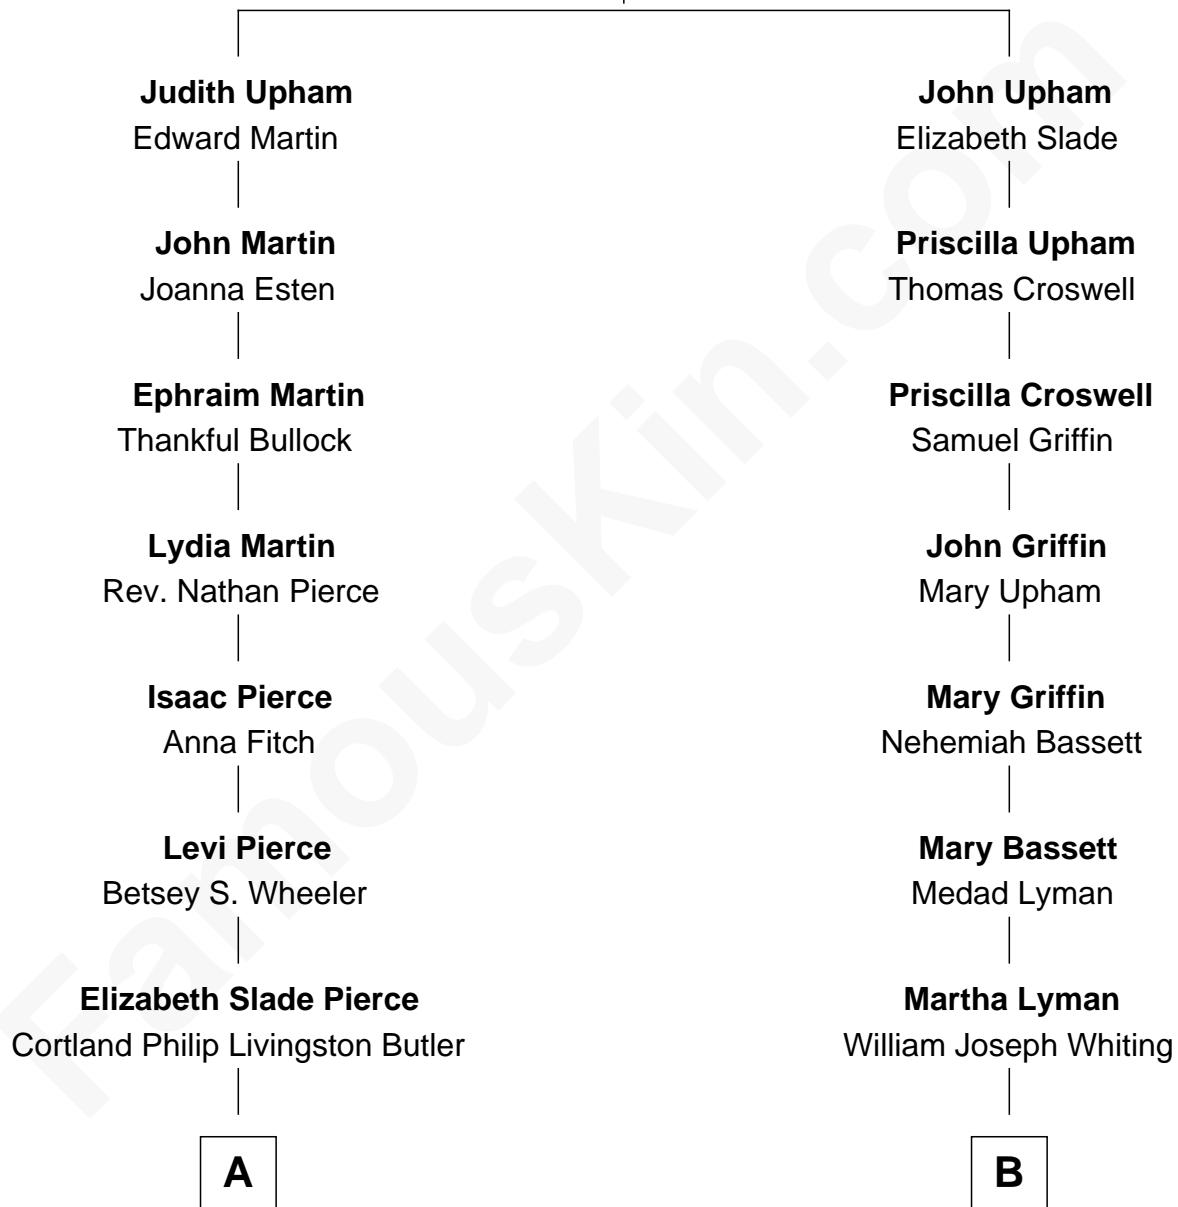 Judith Upham
Edward Martin
John Martin
Joanna Esten
Ephraim Martin
Thankful Bullock
Lydia Martin
Rev. Nathan Pierce
Isaac Pierce
Anna Fitch
Levi Pierce
Betsey S. Wheeler
Elizabeth Slade Pierce
Cortland Philip Livingston Butler
A
John Upham
Elizabeth Slade
Priscilla Upham
Thomas Croswell
Priscilla Croswell
Samuel Griffin
John Griffin
Mary Upham
Mary Griffin
Nehemiah Bassett
Mary Bassett
Medad Lyman
Martha Lyman
William Joseph Whiting
B
FamousKin.com